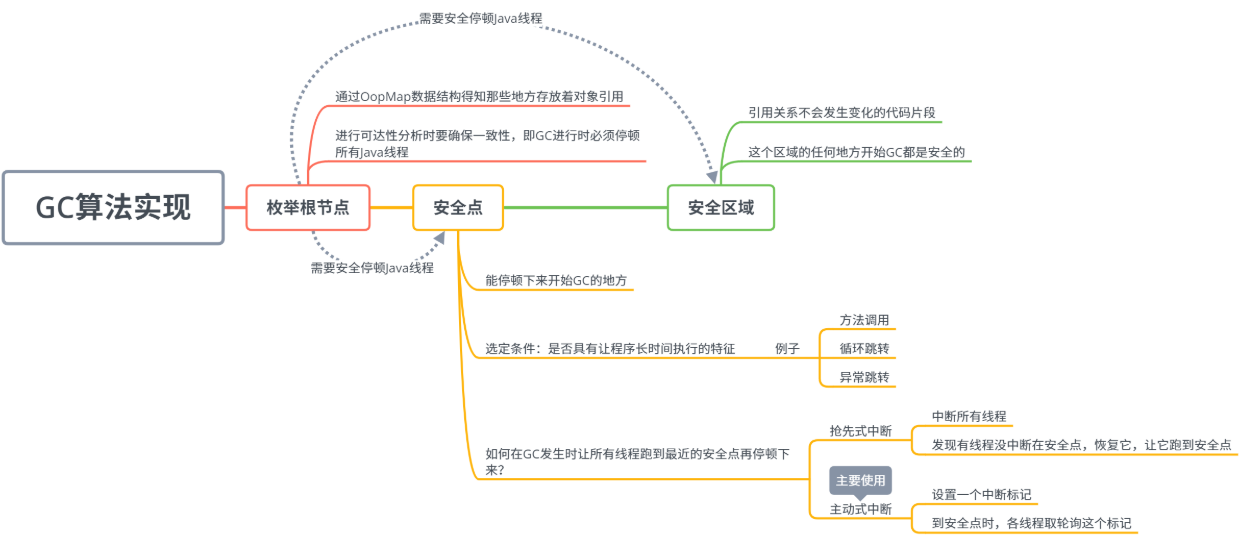 需要安全停顿Java线程
通过OopMap数据结构得知那些地方存放着对象引用
进行可达性分析时要确保一致性，即GC进行时必须停顿
所有Java线程
引用关系不会发生变化的代码片段
这个区域的任何地方开始GC都是安全的
GC算法实现
枚举根节点
安全点
安全区域
需要安全停顿Java线程
能停顿下来开始GC的地方
选定条件：是否具有让程序长时间执行的特征
例子
方法调用
循环跳转
异常跳转
如何在GC发生时让所有线程跑到最近的安全点再停顿下
来？
抢先式中断
中断所有线程
发现有线程没中断在安全点，恢复它，让它跑到安全点
主要使用
主动式中断
设置一个中断标记
到安全点时，各线程取轮询这个标记